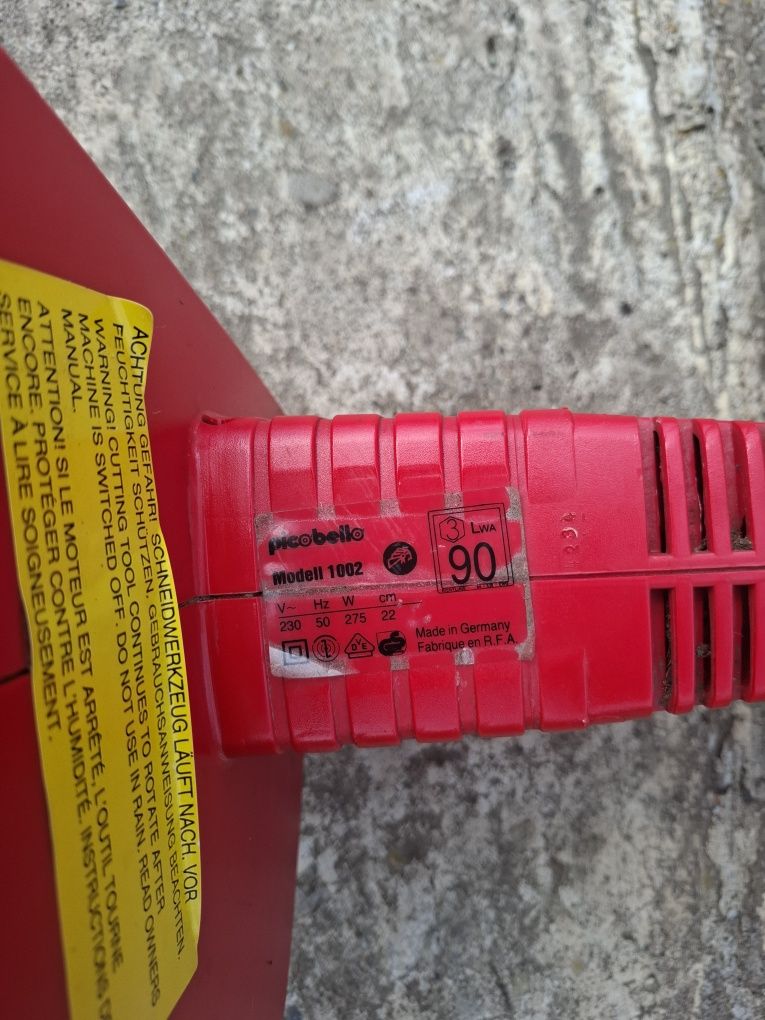 ACHTUNG GEFAHR! SCHNEIDWERKZEUG LÄUFT NACH. VOR
FEUCHTIGKEIT SCHÜTZEN. GEBRAUCHSANWEISUNG BEACHTEN.
WARNING! CUTTING TOOL CONTINUES TO ROTATE AFTER
MACHINE IS SWITCHED OFF. DO NOT USE IN RAIN. READ OWNERS
MANUAL.
ATTENTION! SI LE MOTEUR EST ARRÊTÉ, L'OUTIL TOURNE
ENCORE. PROTÉGER CONTRE L'HUMIDITÉ. INSTRUCTIONS
SERVICE À LIRE SOIGNEUSEMENT.
picobello
Modell 1002
V~ Hz W cm
230 50 275 22
3 LWA
90
DVE
Made in Germany
Fabrique en R.F.A.
234